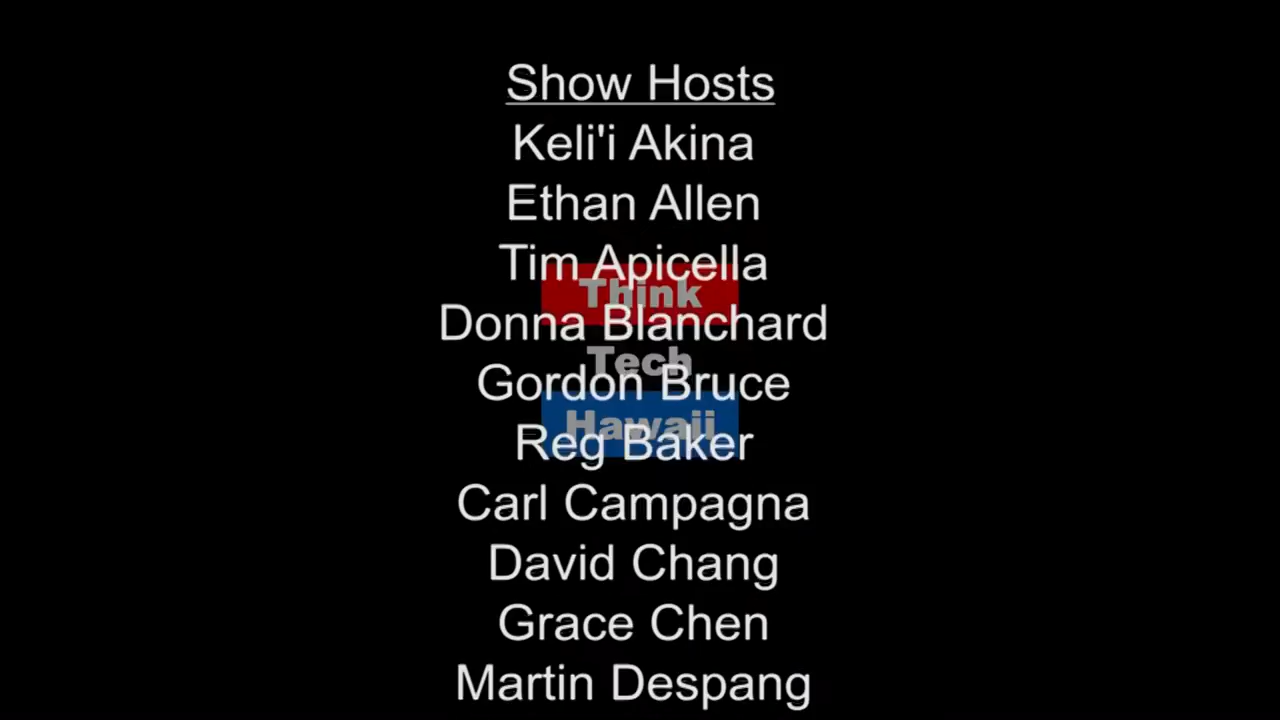 Show Hosts
Keli'i Akina
Ethan Allen
Tim Apicella
Think
Donna Blanchard
Tech
Gordon Bruce
Hawaii
Reg Baker
Carl Campagna
David Chang
Grace Chen
Martin Despang